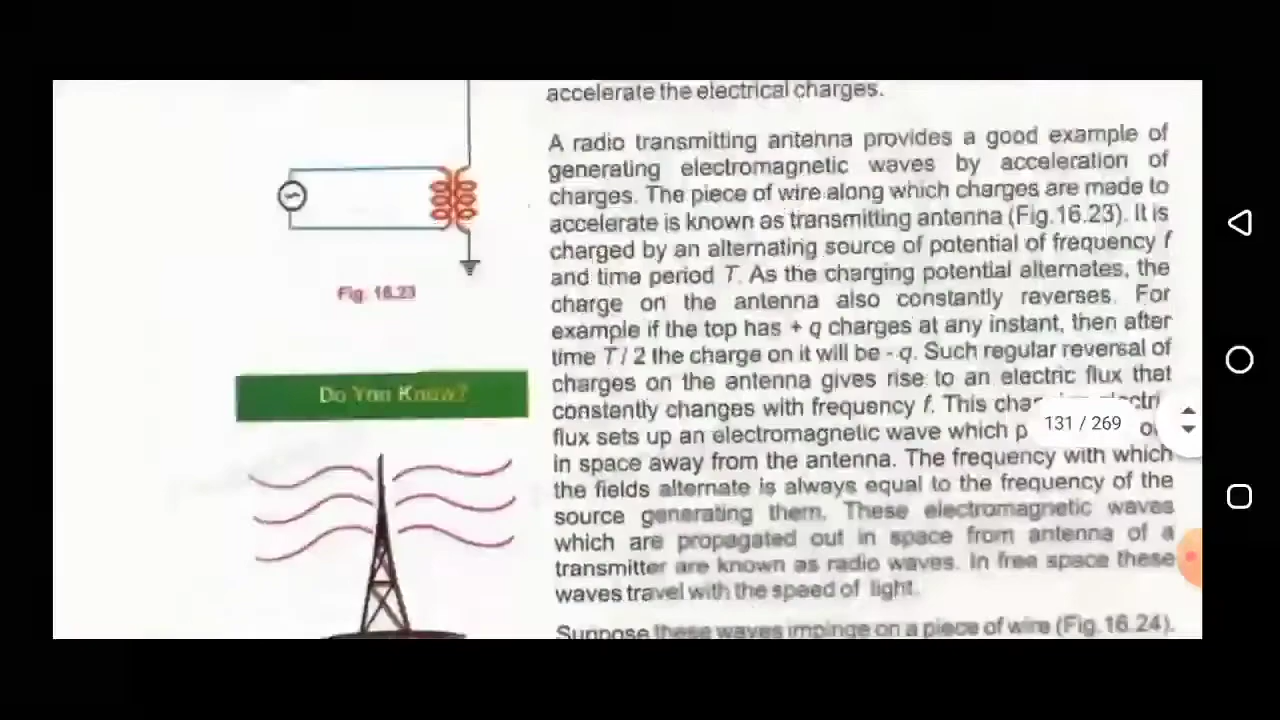 accelerate the electrical charges.
A radio transmitting antenna provides a good example of
generating electromagnetic waves by acceleration of
charges. The piece of wire along which charges are made to
accelerate is known as transmitting antenna (Fig.16.23). It is
charged by an alternating source of potential of frequency f
and time period T. As the charging potential alternates, the
charge on the antenna also constantly reverses. For
example if the top has + q charges at any instant, then after
time T / 2 the charge on it will be - q. Such regular reversal of
charges on the antenna gives rise to an electric flux that
constantly changes with frequency f. This
flux sets up an electromagnetic wave which
in space away from the antenna. The frequency with which
the fields alternate is always equal to the frequency of the
source generating them. These electromagnetic waves
which are propagated out in space from antenna of a
transmitter are known as radio waves. In free space these
waves travel with the speed of light.
Suppose these waves impinge on a piece of wire (Fig.16.24).
Fig. 16.23
Do You Know?
131 / 269